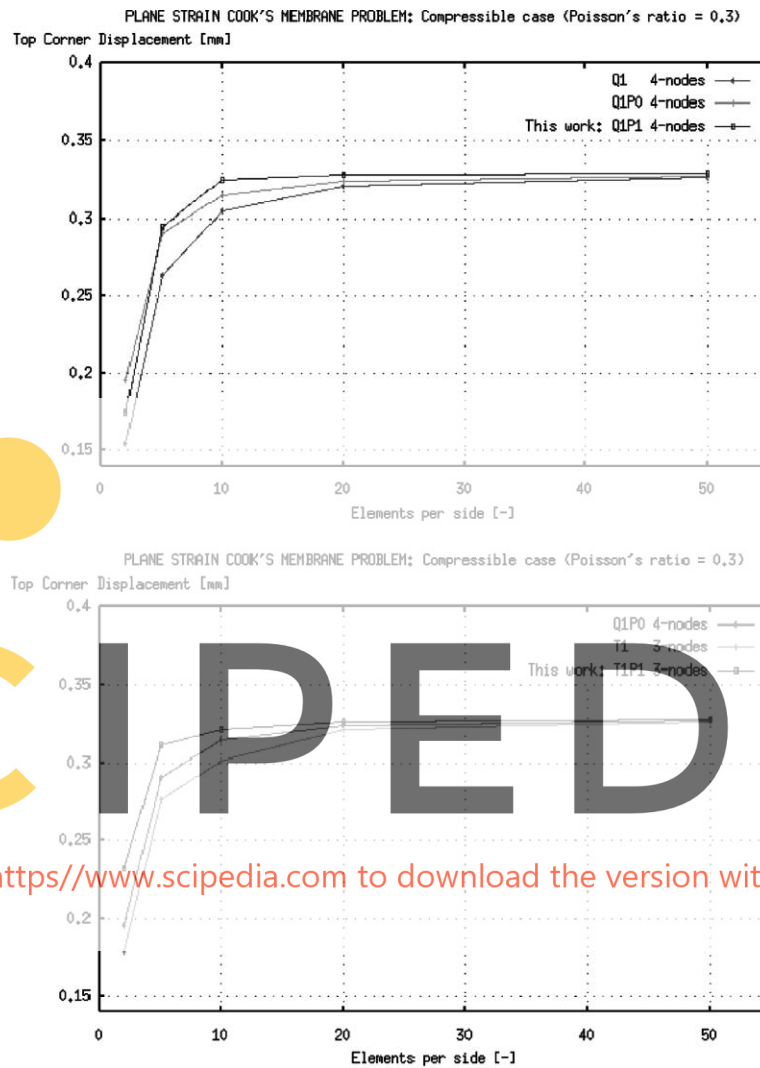 PLANE STRAIN COOK'S MEMBRANE PROBLEM: Compressible case (Poisson's ratio = 0.3)
Top Corner Displacement [mm]
0.4
Q1 4-nodes
Q1P0 4-nodes
This work: Q1P1 4-nodes
0.35
0.3
0.25
0.2
0.15
0 10 20 30 40 50
Elements per side [-]
PLANE STRAIN COOK'S MEMBRANE PROBLEM: Compressible case (Poisson's ratio = 0.3)
Top Corner Displacement [mm]
0.4
Q1P0 4-nodes
T1 3-nodes
This work: T1P1 3-nodes
0.35
CIPED
0.3
0.25
https//www.scipedia.com to download the version wit
0.2
0.15
0 10 20 30 40 50
Elements per side [-]